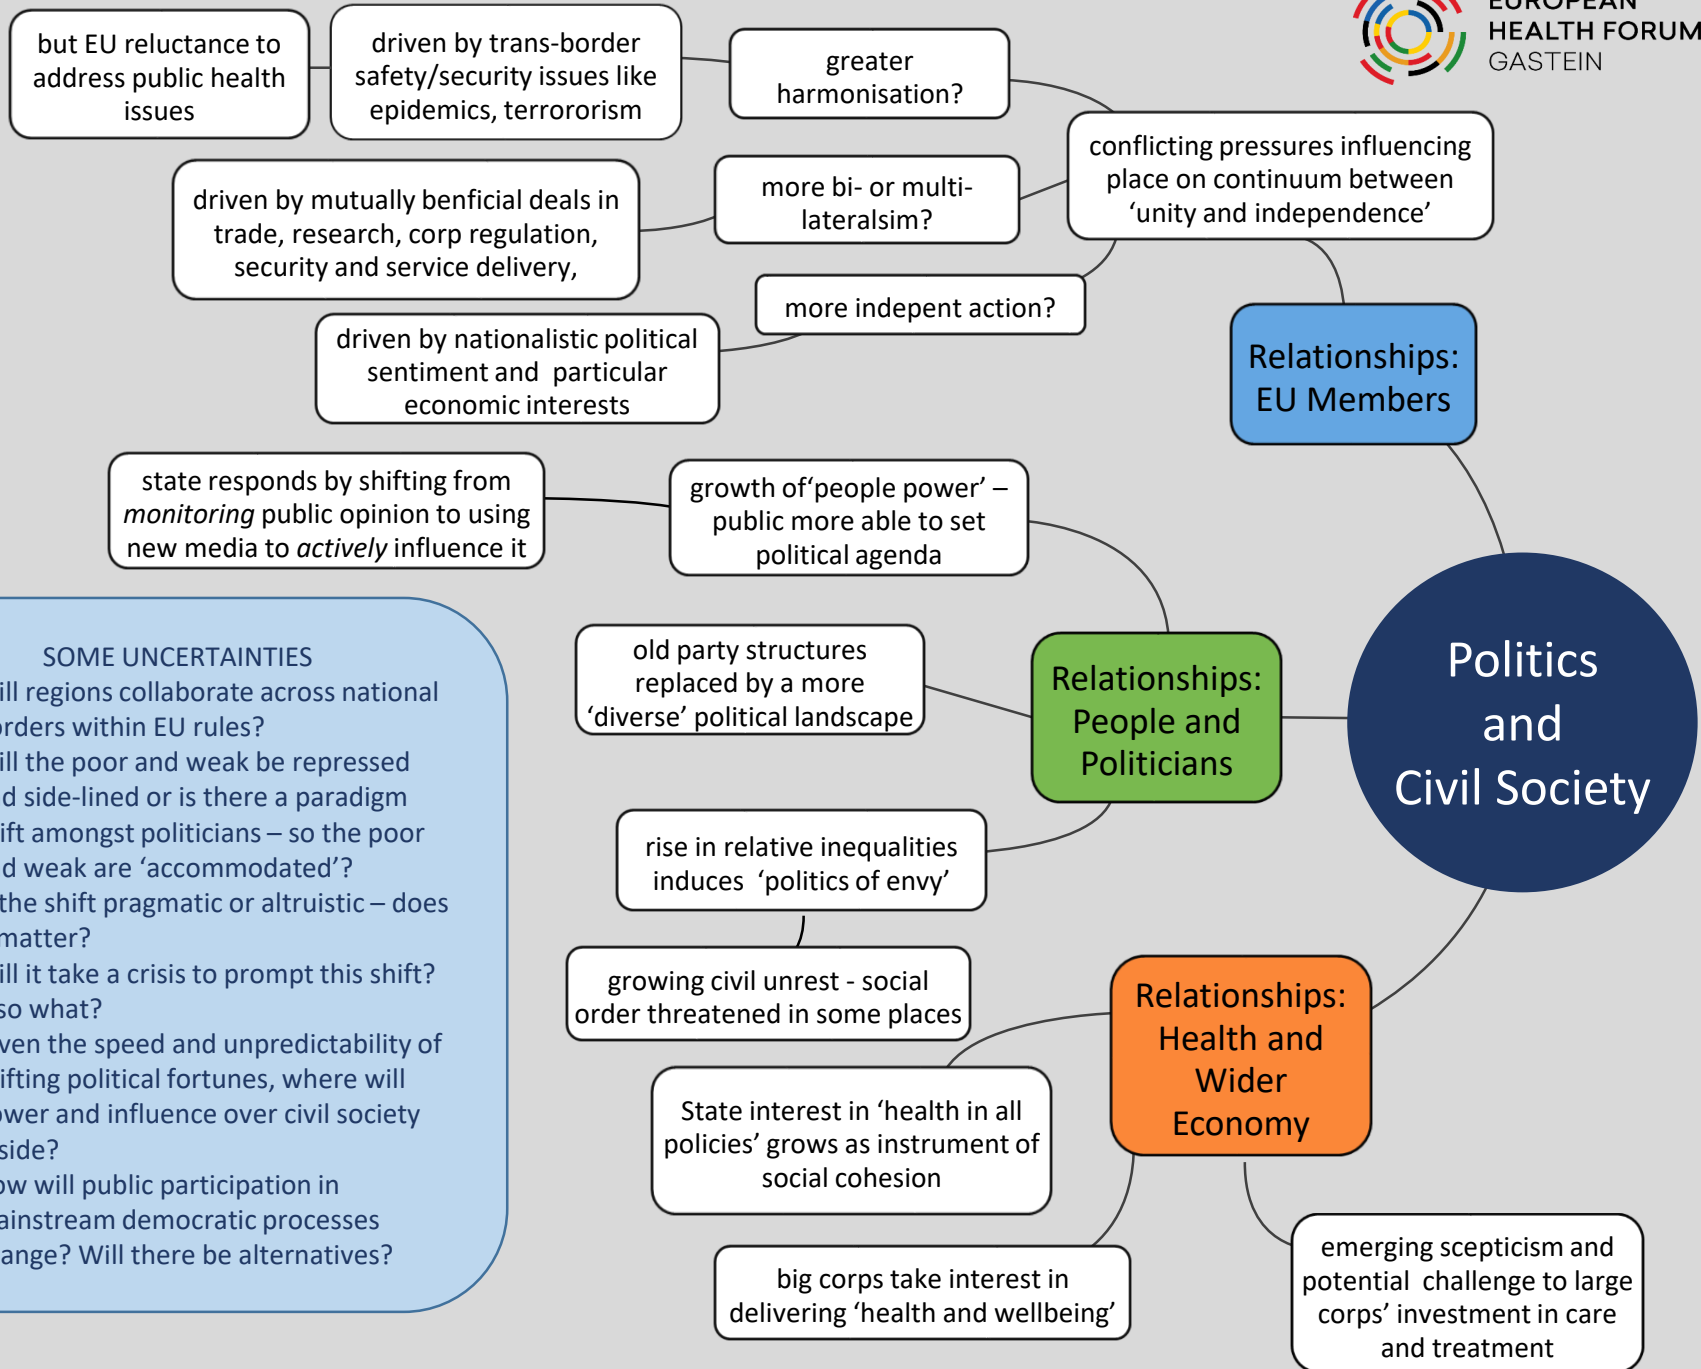 EUROPEAN
HEALTH FORUM
GASTEIN
but EU reluctance to
address public health
issues
driven by trans-border
safety/security issues like
epidemics, terrororism
greater
harmonisation?
conflicting pressures influencing
place on continuum between
‘unity and independence’
driven by mutually benficial deals in
trade, research, corp regulation,
security and service delivery,
more bi- or multi-
lateralsim?
more indepent action?
driven by nationalistic political
sentiment and particular
economic interests
Relationships:
EU Members
state responds by shifting from
monitoring public opinion to using
new media to actively influence it
growth of‘people power’ –
public more able to set
political agenda
old party structures
replaced by a more
‘diverse’ political landscape
Relationships:
People and
Politicians
Politics
and
Civil Society
rise in relative inequalities
induces ‘politics of envy’
growing civil unrest - social
order threatened in some places
Relationships:
Health and
Wider
Economy
State interest in ‘health in all
policies’ grows as instrument of
social cohesion
big corps take interest in
delivering ‘health and wellbeing’
emerging scepticism and
potential challenge to large
corps’ investment in care
and treatment
SOME UNCERTAINTIES
ill regions collaborate across national
orders within EU rules?
ill the poor and weak be repressed
d side-lined or is there a paradigm
ift amongst politicians – so the poor
d weak are ‘accommodated’?
the shift pragmatic or altruistic – does
matter?
ill it take a crisis to prompt this shift?
so what?
ven the speed and unpredictability of
ifting political fortunes, where will
ower and influence over civil society
side?
ow will public participation in
ainstream democratic processes
ange? Will there be alternatives?